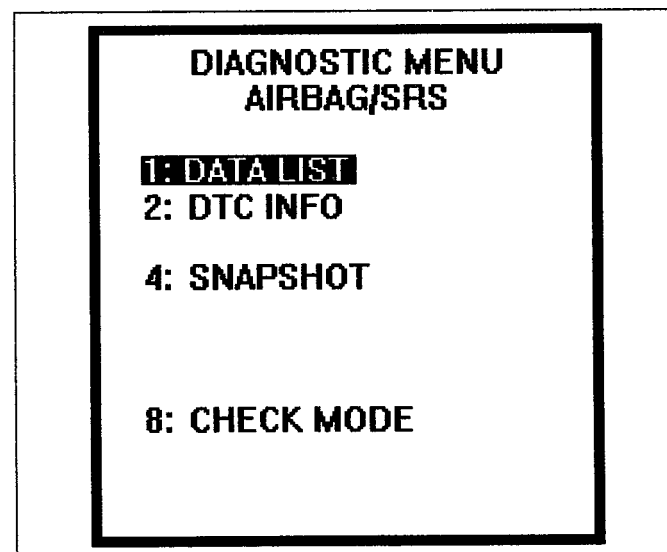 DIAGNOSTIC MENU
AIRBAG/SRS
1: DATA LIST
2: DTC INFO
4: SNAPSHOT
8: CHECK MODE